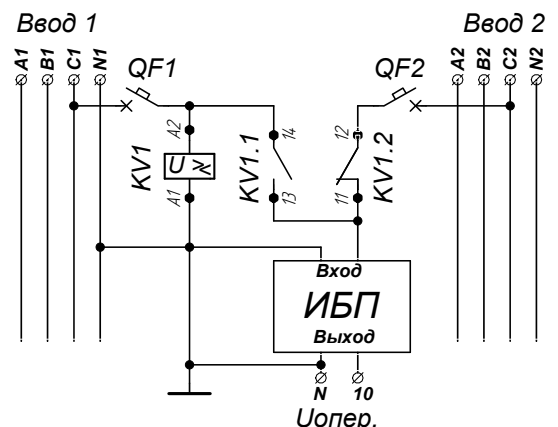 Ввод 1
Ввод 2
A1 B1 C1 N1
A2 B2 C2 N2
QF1
QF2
A2
14
12
KV1
U
KV1.1
KV1.2
A1
13
11
Вход
ИБП
Выход
N
10
Uопер.